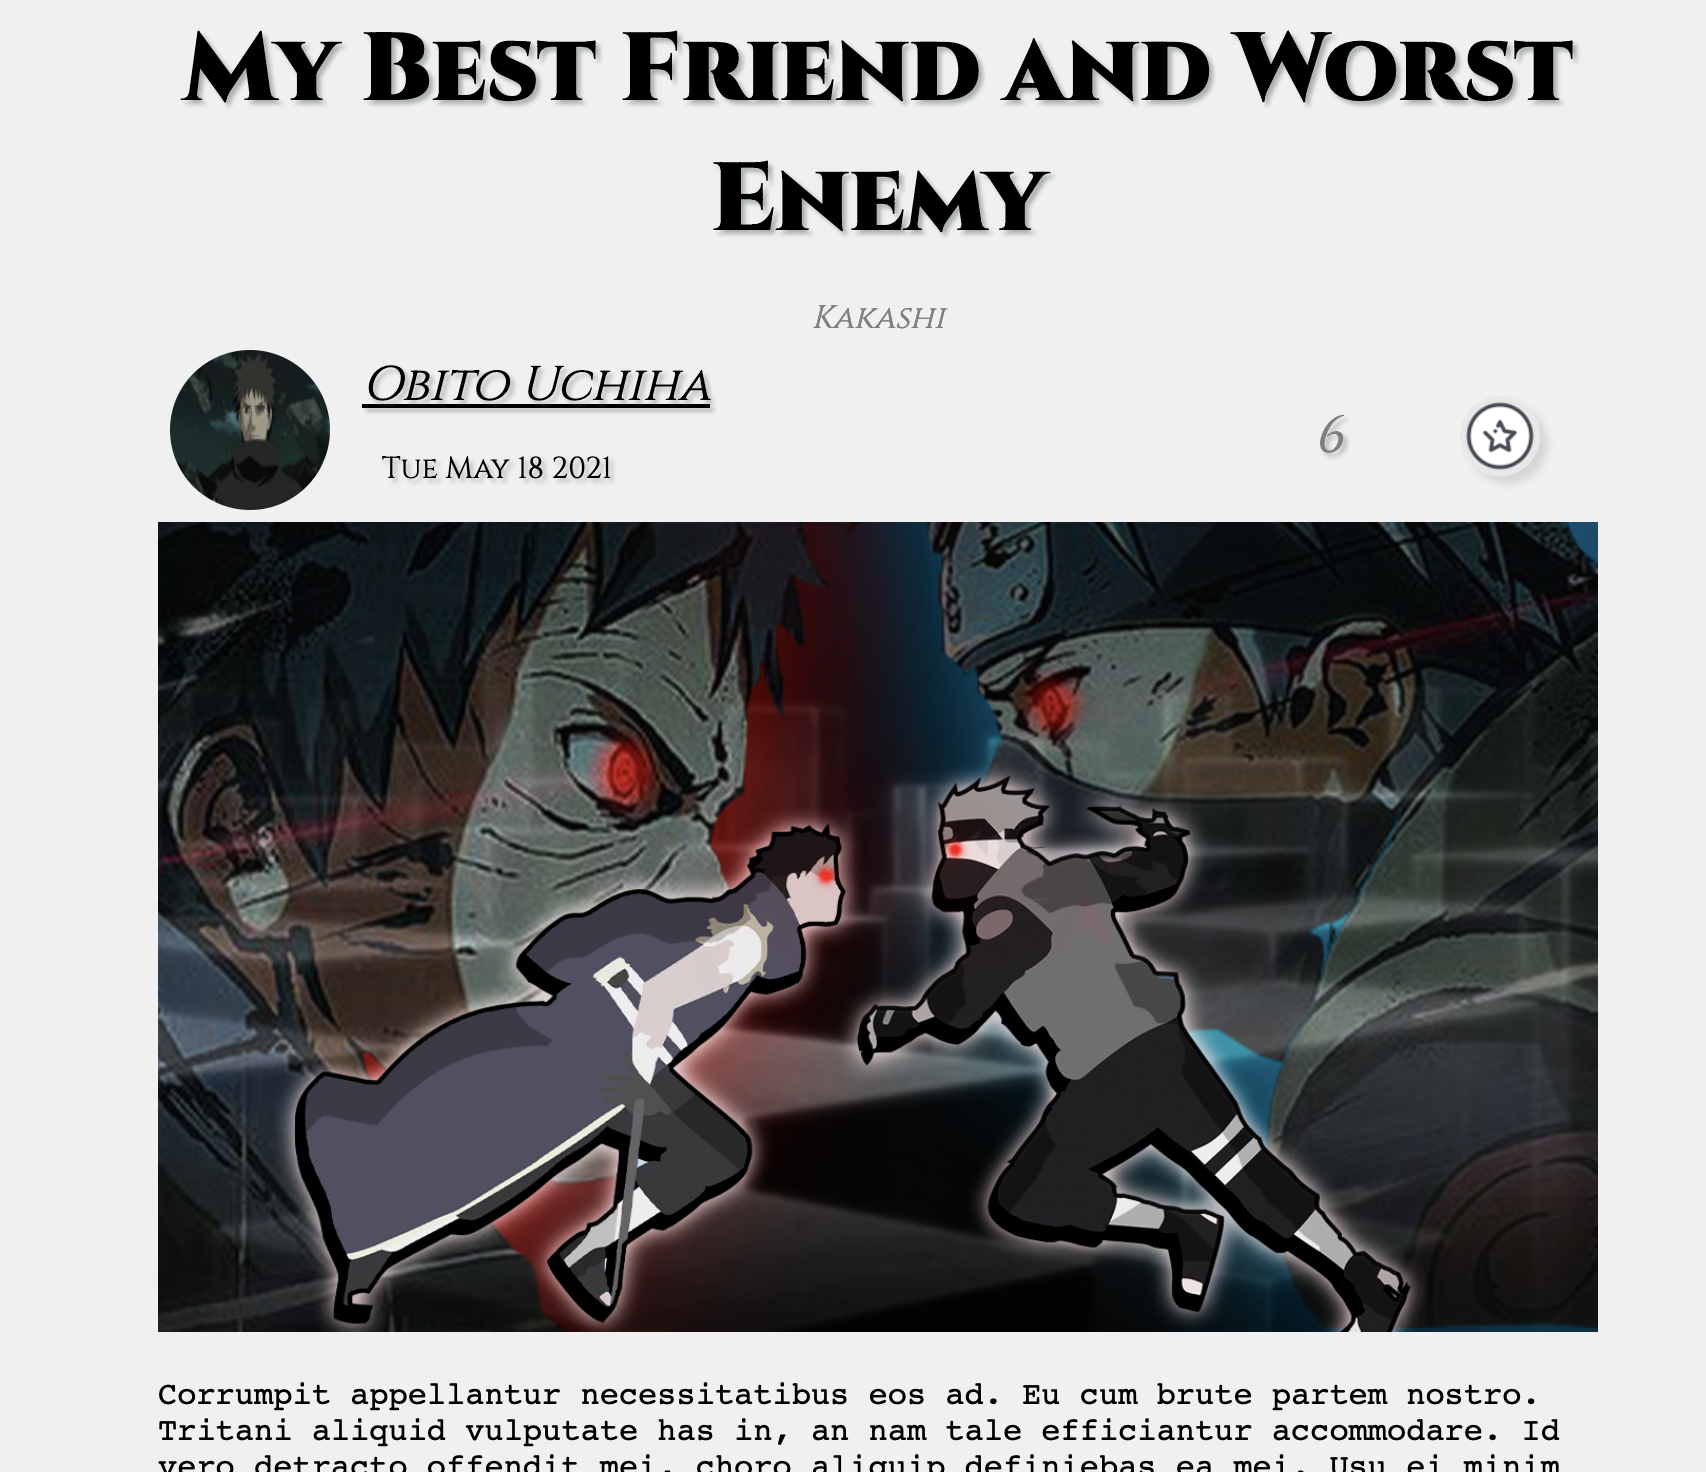 My Best Friend and Worst
Enemy
Kakashi
Obito Uchiha
Tue May 18 2021
6
Corrumpit appellantur necessitatibus eos ad. Eu cum brute partem nostro.
Tritani aliquid vulputate has in, an nam tale efficiantur accommodare. Id
vero detracto offendit mei, choro aliquip definiebas ea mei. Usu ei minim